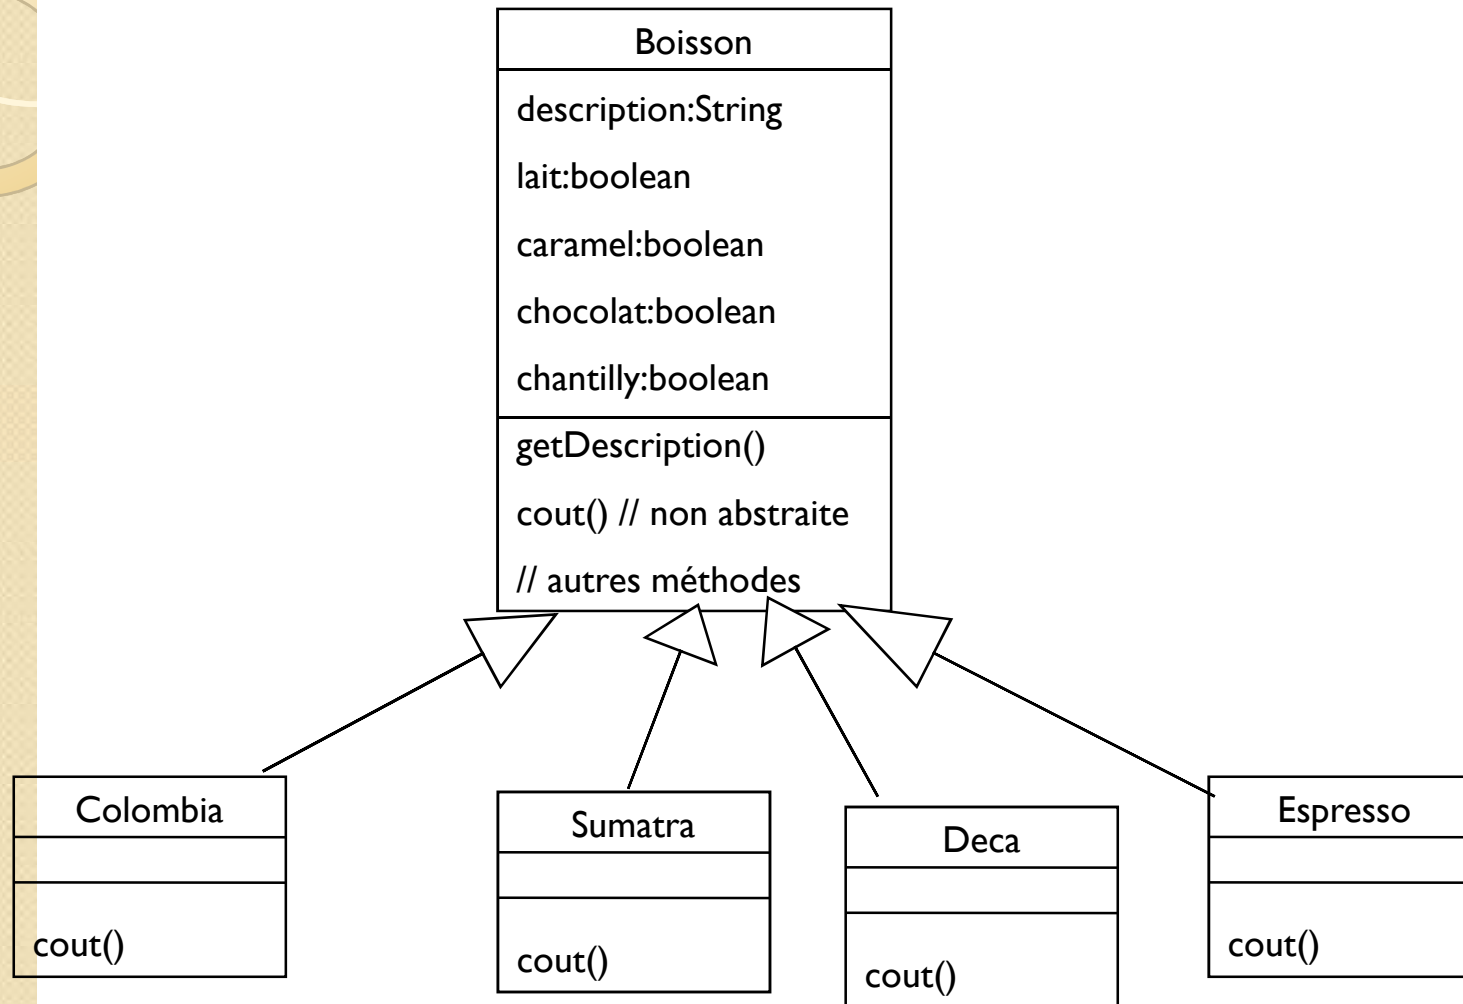 Boisson
description:String
lait:boolean
caramel:boolean
chocolat:boolean
chantilly:boolean
getDescription()
cout() // non abstraite
// autres méthodes
Colombia
cout()
Sumatra
cout()
Deca
cout()
Espresso
cout()